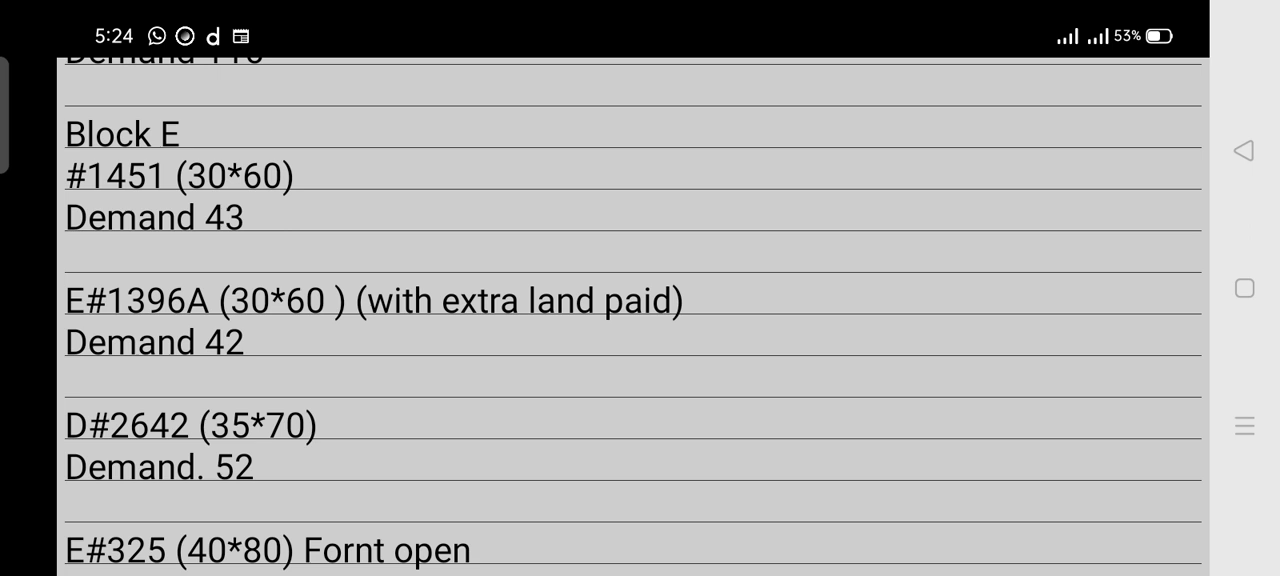 5:24 53%
Block E
#1451 (30*60)
Demand 43
E#1396A (30*60 ) (with extra land paid)
Demand 42
D#2642 (35*70)
Demand. 52
E#325 (40*80) Fornt open